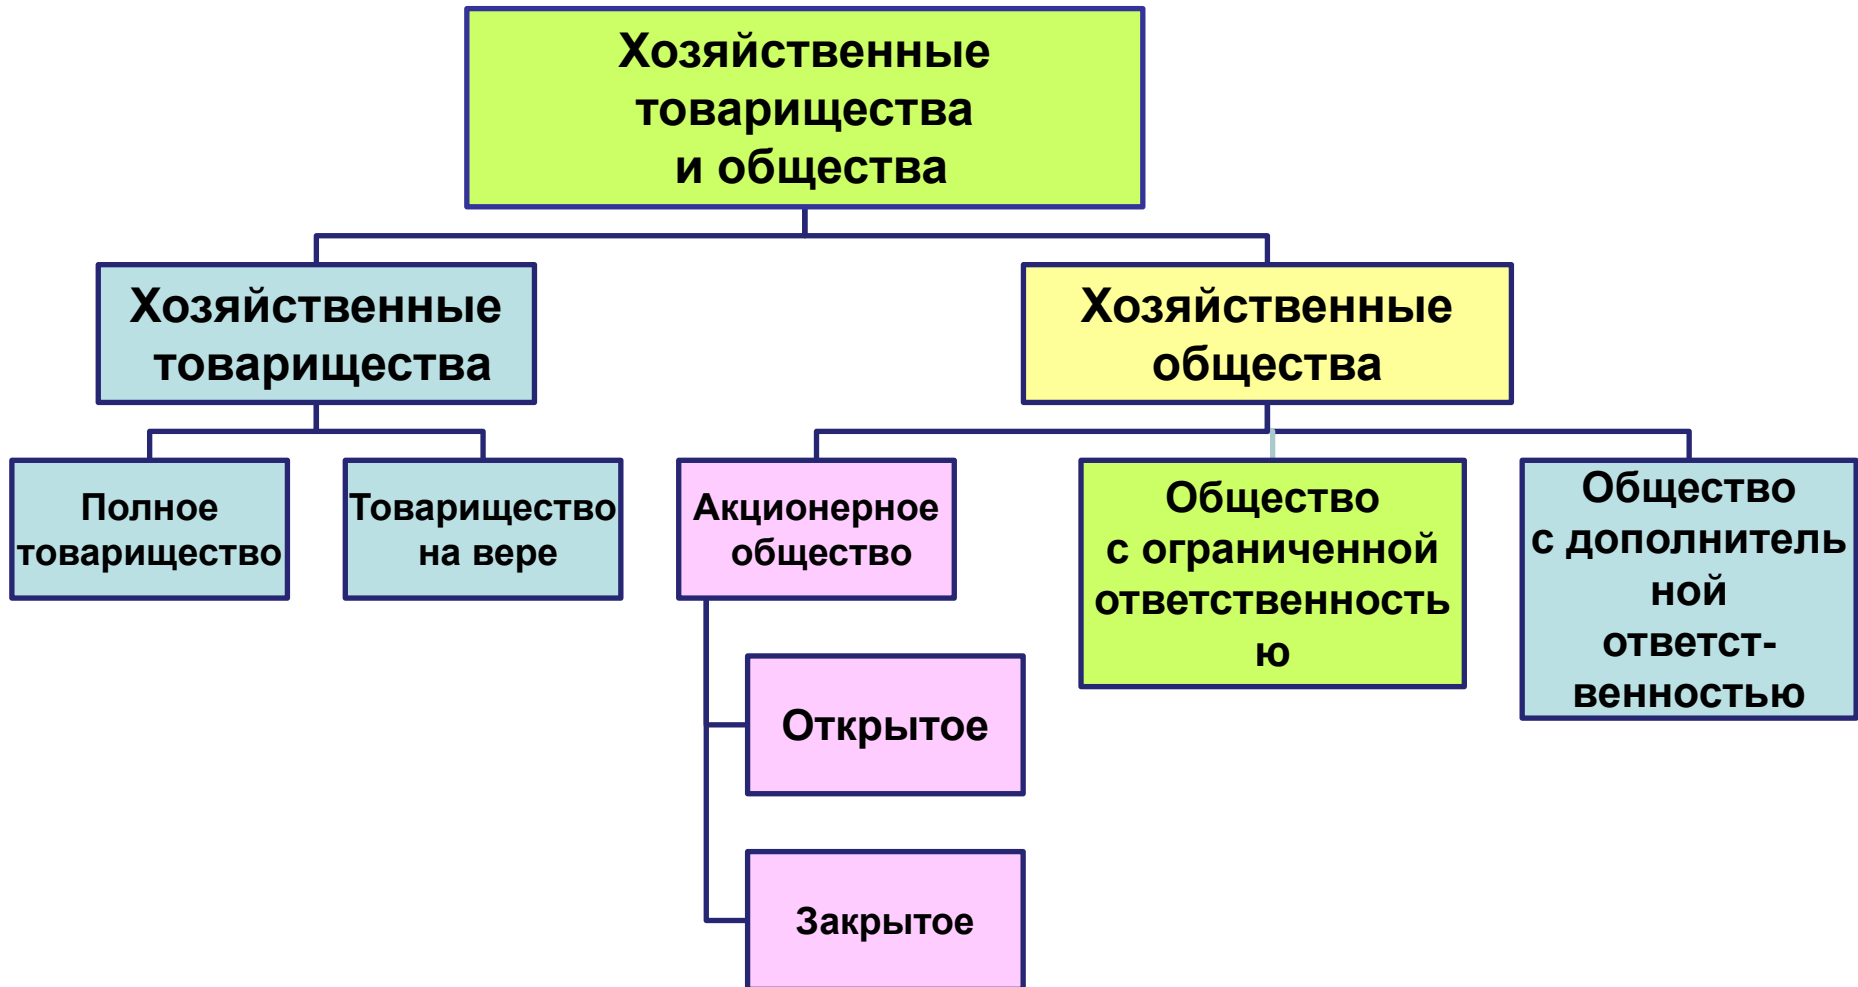 Хозяйственные
товарищества
и общества
Хозяйственные
товарищества
Хозяйственные
общества
Полное
товарищество
Товарищество
на вере
Акционерное
общество
Общество
с ограниченной
ответственность
ю
Общество
с дополнитель
ной
ответст-
венностью
Открытое
Закрытое